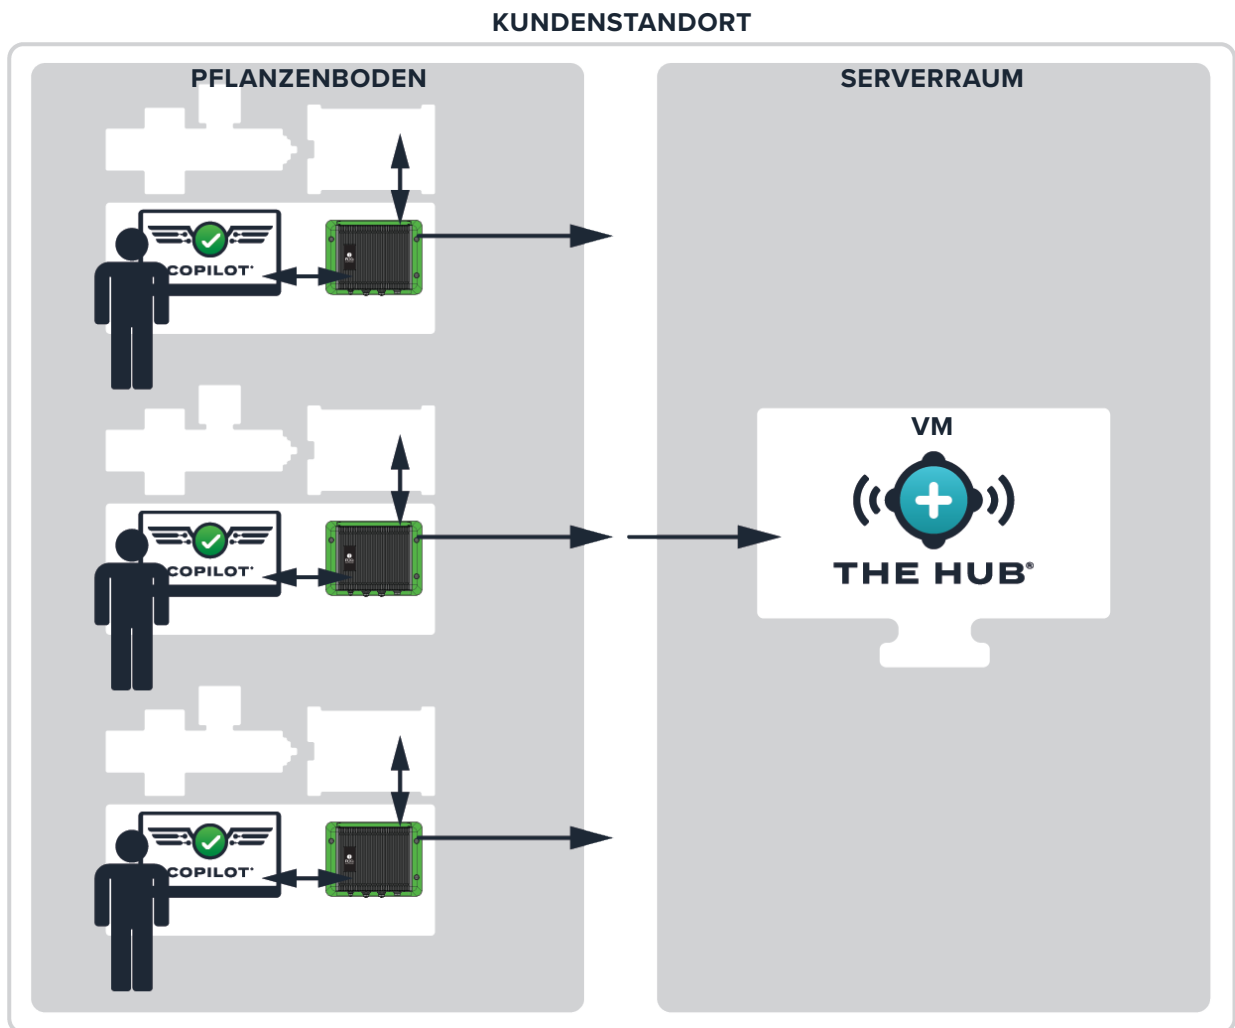 KUNDENSTANDORT
PFLANZENBODEN
SERVERRAUM
COPILOT®
VM
THE HUB®
COPILOT®
COPILOT®